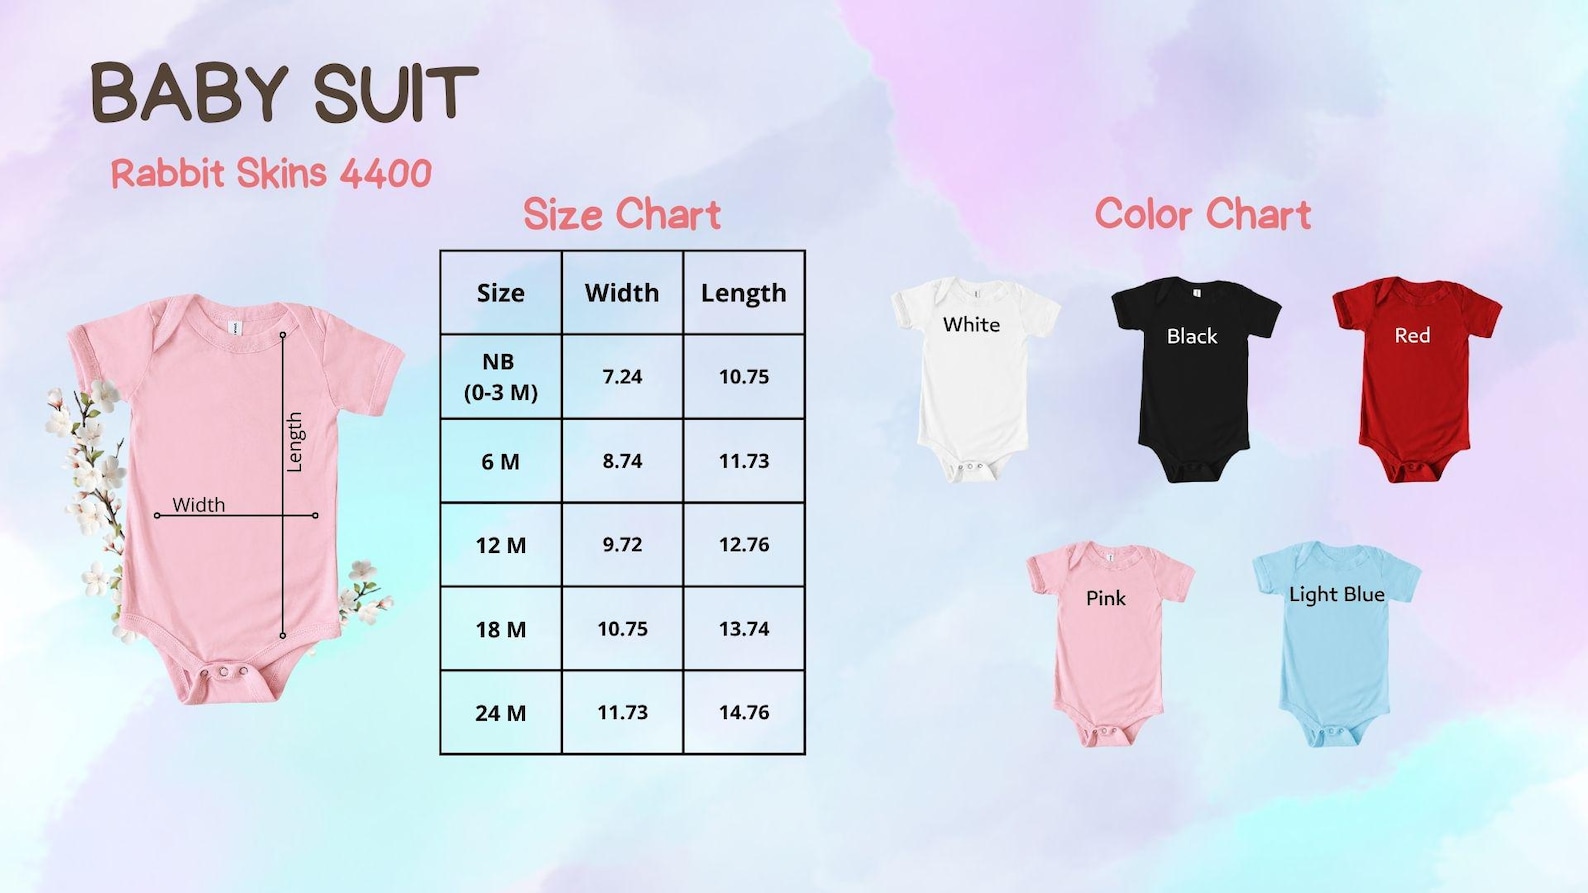 BABY SUIT
Rabbit Skins 4400
Size Chart
Size Width Length
NB
(0-3 M) 7.24 10.75
6 M 8.74 11.73
12 M 9.72 12.76
18 M 10.75 13.74
24 M 11.73 14.76
Width
Length
Color Chart
White
Black
Red
Pink
Light Blue